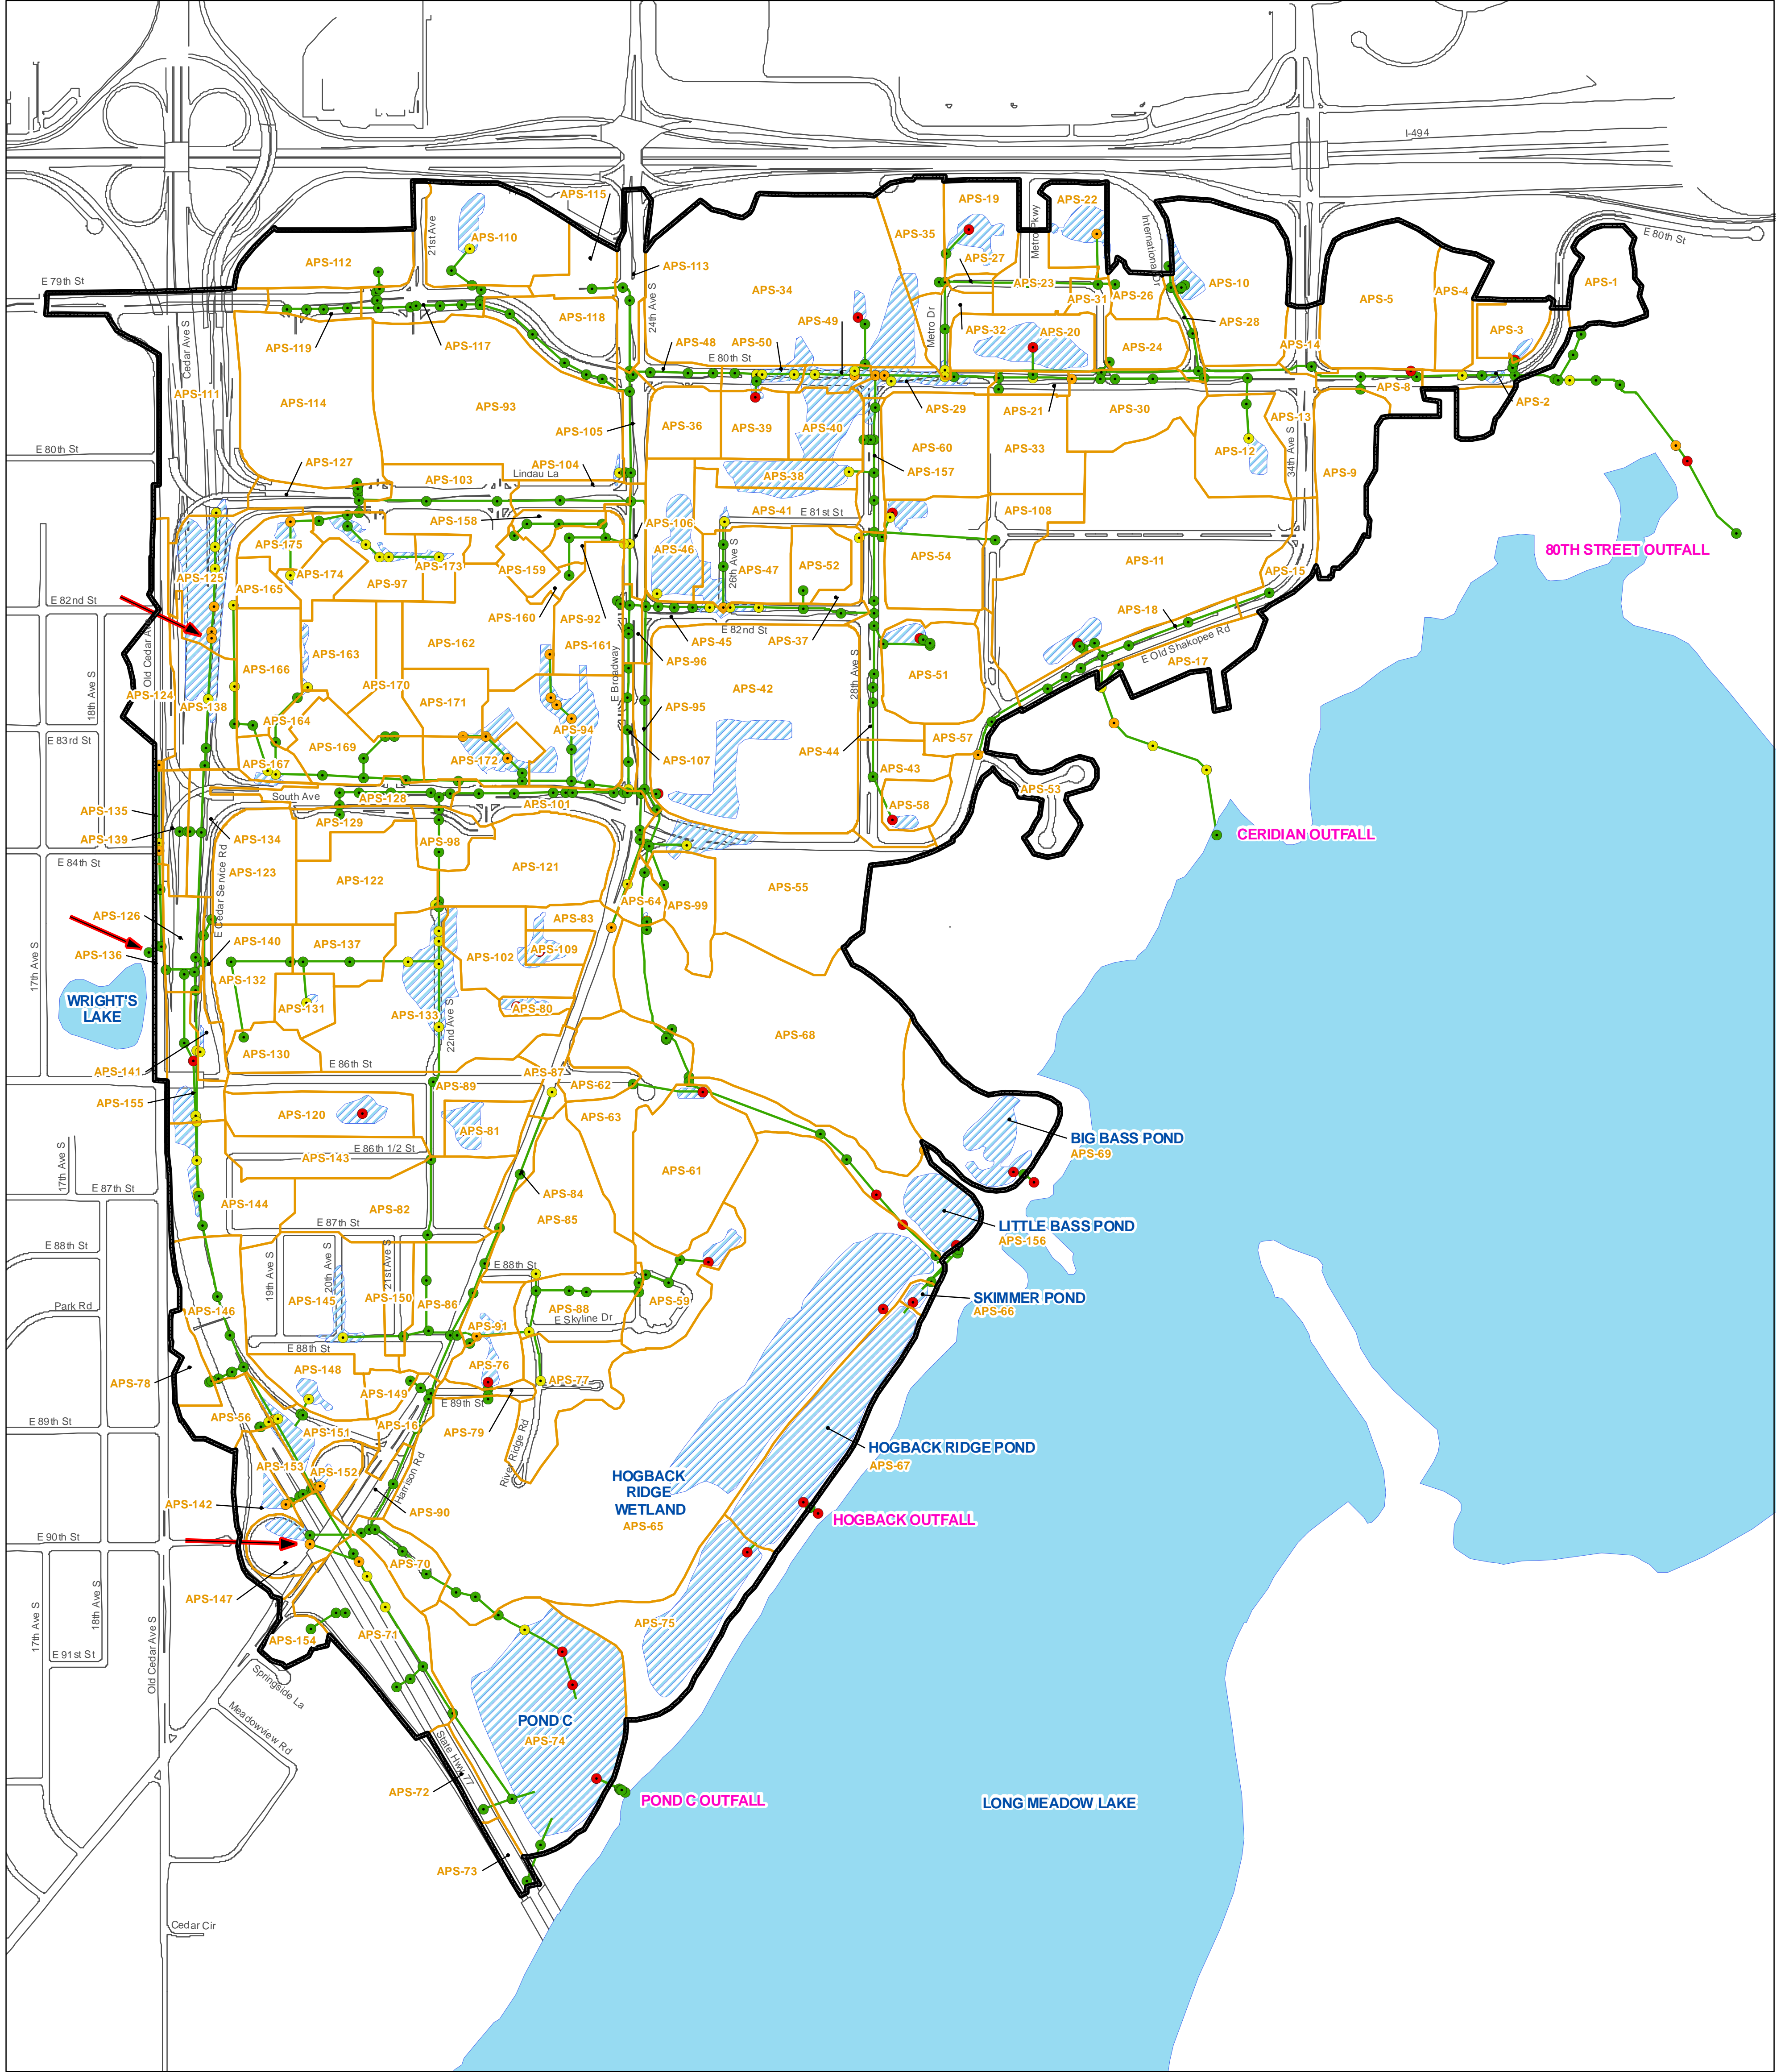 I-494
E 80th St
APS-115
APS-19
APS-22
21st Ave
APS-110
APS-35
Metro Pkwy
International Dr
APS-112
APS-113
APS-27
E 79th St
APS-34
APS-23
APS-10
APS-1
APS-5
APS-4
APS-31
APS-26
24th Ave S
APS-118
APS-49
APS-28
APS-119
APS-117
Metro Dr
APS-32
APS-20
APS-3
Cedar Ave S
APS-48
APS-50
APS-24
APS-14
E 80th St
APS-8
APS-111
APS-114
APS-93
APS-29
APS-21
APS-30
APS-2
APS-105
APS-36
APS-39
APS-40
APS-13
E 80th St
APS-60
APS-33
APS-12
34th Ave S
APS-127
APS-104
APS-157
APS-103
Lindau La
APS-38
APS-9
APS-158
APS-106
APS-41
E 81st St
APS-108
APS-175
APS-46
80TH STREET OUTFALL
APS-174
APS-173
APS-159
26th Ave S
APS-47
APS-52
APS-54
APS-11
APS-125
APS-165
APS-97
APS-15
E 82nd St
APS-160
APS-92
APS-18
Old Cedar Ave S
APS-162
APS-161
APS-45
E 82nd St
APS-37
E Old Shakopee Rd
APS-166
APS-163
E Broadway
APS-96
APS-17
18th Ave S
APS-124
APS-170
APS-42
28th Ave S
APS-51
APS-138
APS-171
APS-95
APS-164
APS-94
E 83rd St
APS-169
APS-44
APS-57
APS-167
APS-172
APS-107
APS-43
South Ave
APS-128
APS-101
APS-53
APS-135
APS-129
APS-58
APS-139
APS-134
APS-98
CERIDIAN OUTFALL
E 84th St
E Cedar Service Rd
APS-123
APS-122
APS-121
APS-55
APS-64
APS-99
APS-126
APS-83
APS-140
APS-137
APS-109
APS-136
APS-102
17th Ave S
APS-132
WRIGHT'S
LAKE
APS-131
APS-133
APS-80
22nd Ave S
APS-68
APS-130
E 86th St
APS-141
APS-87
APS-89
APS-62
APS-155
APS-120
APS-63
APS-81
BIG BASS POND
APS-69
E 86th 1/2 St
APS-143
APS-61
17th Ave S
E 87th St
APS-84
APS-144
APS-82
APS-85
E 87th St
LITTLE BASS POND
APS-156
E 88th St
E 88th St
19th Ave S
20th Ave S
21st Ave S
APS-145
APS-150
APS-86
APS-88
APS-59
SKIMMER POND
APS-66
Park Rd
APS-146
E Skyline Dr
APS-91
E 88th St
APS-148
APS-76
APS-78
APS-149
APS-77
E 89th St
APS-56
E 89th St
APS-16
APS-151
APS-79
River Ridge Rd
HOGBACK RIDGE POND
APS-67
APS-153
APS-152
Harrison Rd
HOGBACK
RIDGE
WETLAND
APS-65
APS-142
APS-90
HOGBACK OUTFALL
E 90th St
APS-70
APS-147
17th Ave S
18th Ave S
Old Cedar Ave S
APS-154
APS-71
APS-75
E 91st St
Springside La
Meadowview Rd
POND C
APS-74
State Hwy 77
APS-72
POND C OUTFALL
LONG MEADOW LAKE
APS-73
Cedar Cir